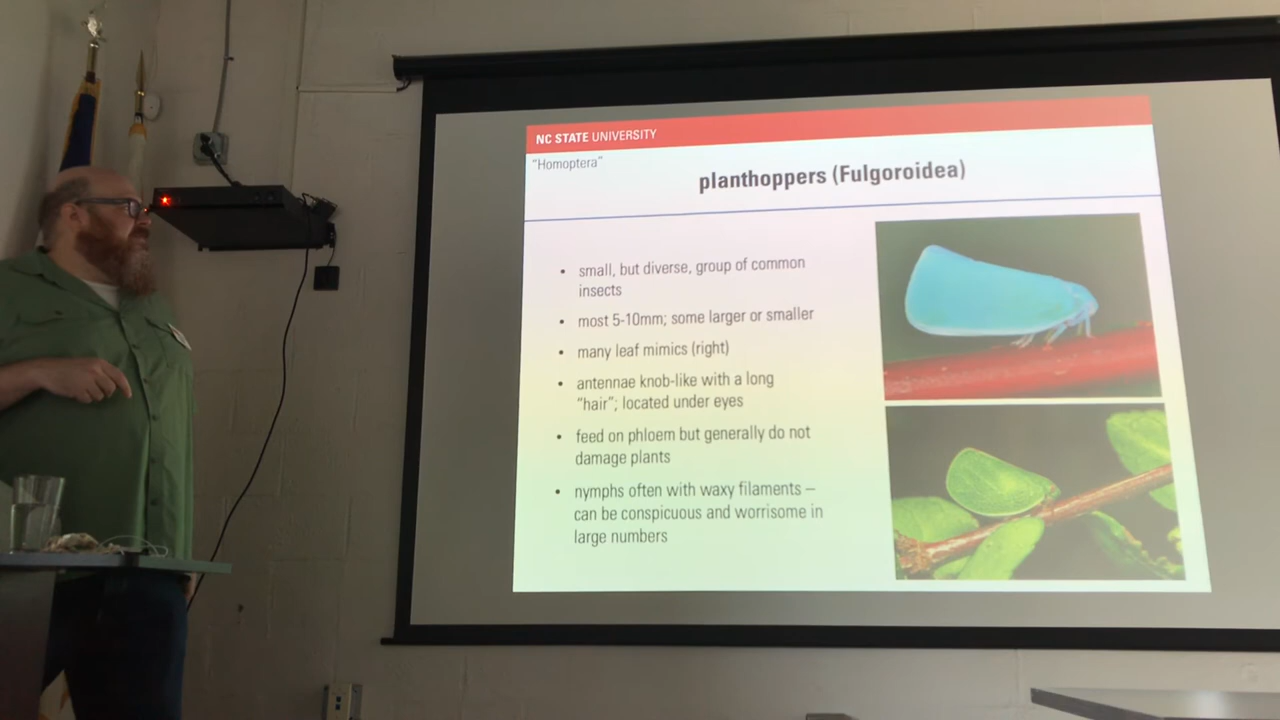 NC STATE UNIVERSITY
"Homoptera"
planthoppers (Fulgoroidea)
• small, but diverse, group of common
insects
• most 5-10mm; some larger or smaller
• many leaf mimics (right)
• antennae knob-like with a long
"hair"; located under eyes
• feed on phloem but generally do not
damage plants
• nymphs often with waxy filaments –
can be conspicuous and worrisome in
large numbers